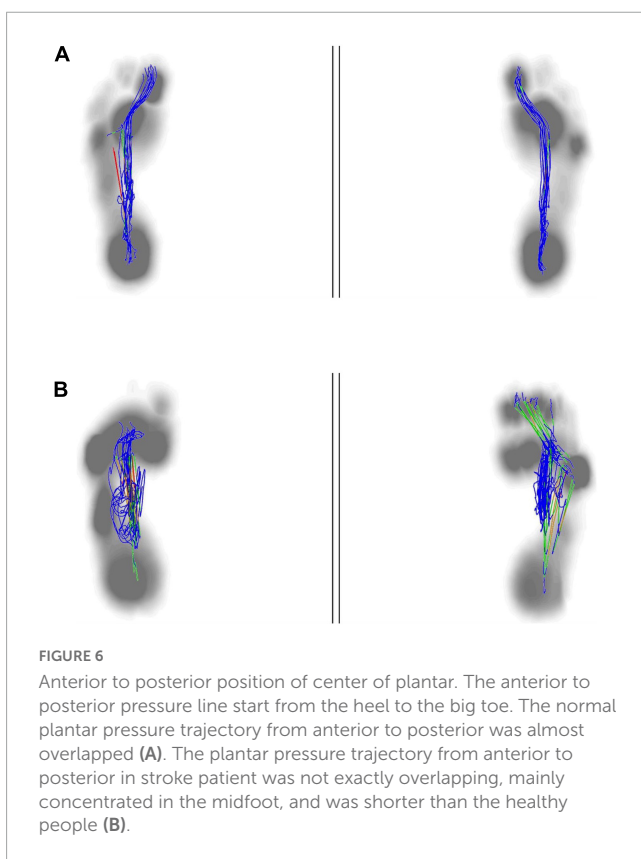 A
B
FIGURE 6
Anterior to posterior position of center of plantar. The anterior to
posterior pressure line start from the heel to the big toe. The normal
plantar pressure trajectory from anterior to posterior was almost
overlapped (A). The plantar pressure trajectory from anterior to
posterior in stroke patient was not exactly overlapping, mainly
concentrated in the midfoot, and was shorter than the healthy
people (B).